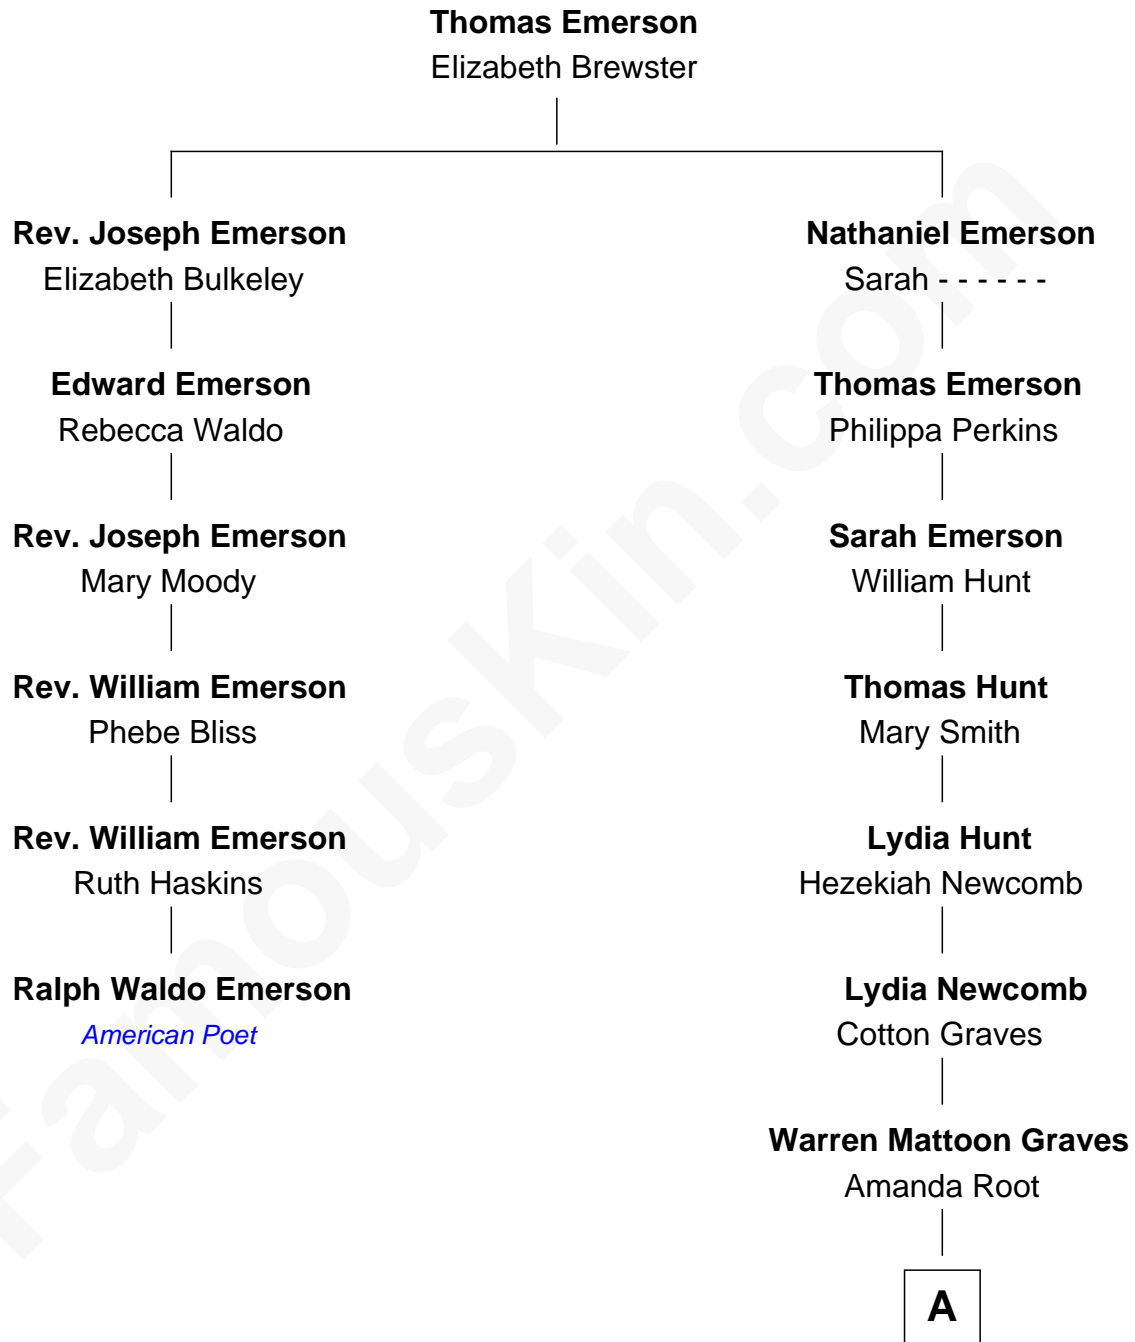 Thomas Emerson
Elizabeth Brewster
Rev. Joseph Emerson
Elizabeth Bulkeley
Edward Emerson
Rebecca Waldo
Rev. Joseph Emerson
Mary Moody
Rev. William Emerson
Phebe Bliss
Rev. William Emerson
Ruth Haskins
Ralph Waldo Emerson
American Poet
Nathaniel Emerson
Sarah - - - - - -
Thomas Emerson
Philippa Perkins
Sarah Emerson
William Hunt
Thomas Hunt
Mary Smith
Lydia Hunt
Hezekiah Newcomb
Lydia Newcomb
Cotton Graves
Warren Mattoon Graves
Amanda Root
A
FamousKin.com